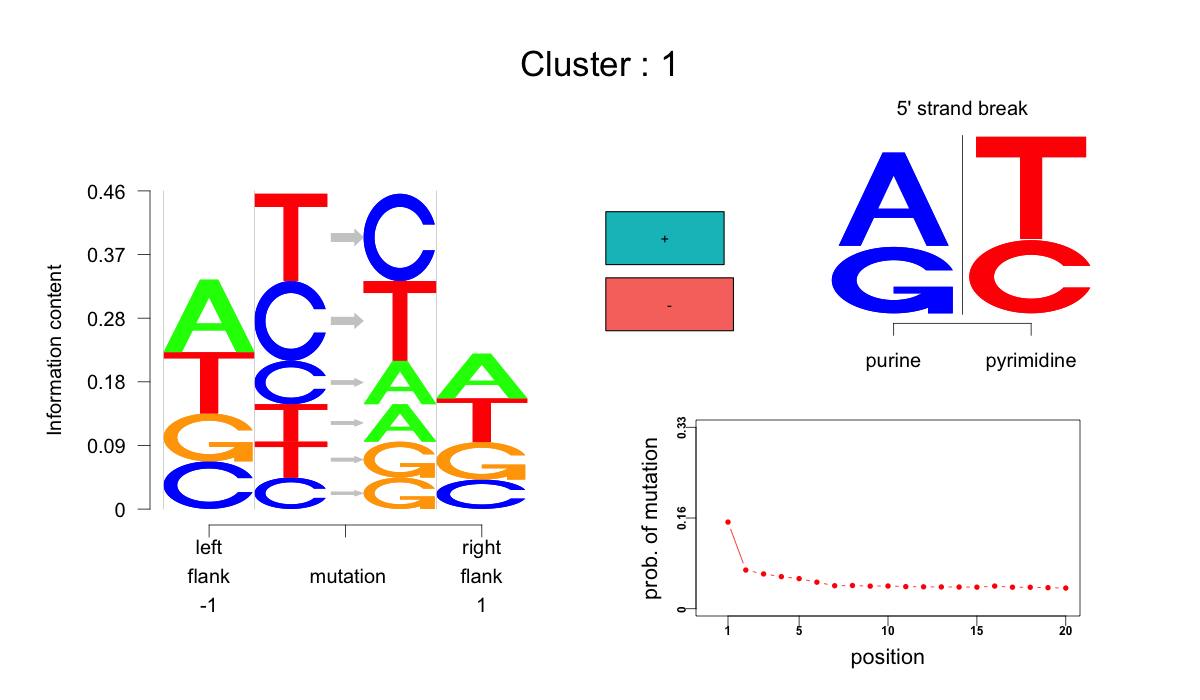 Cluster : 1
5' strand break
A T
G C
purine pyrimidine
+
-
Information content
0.46
0.37
0.28
0.18
0.09
0
A
T
G
C
T C
C T
C A
T A
T G
C G
A
T
G
C
left
flank
-1
mutation
right
flank
1
prob. of mutation
0.33
0.16
0
1 5 10 15 20
position